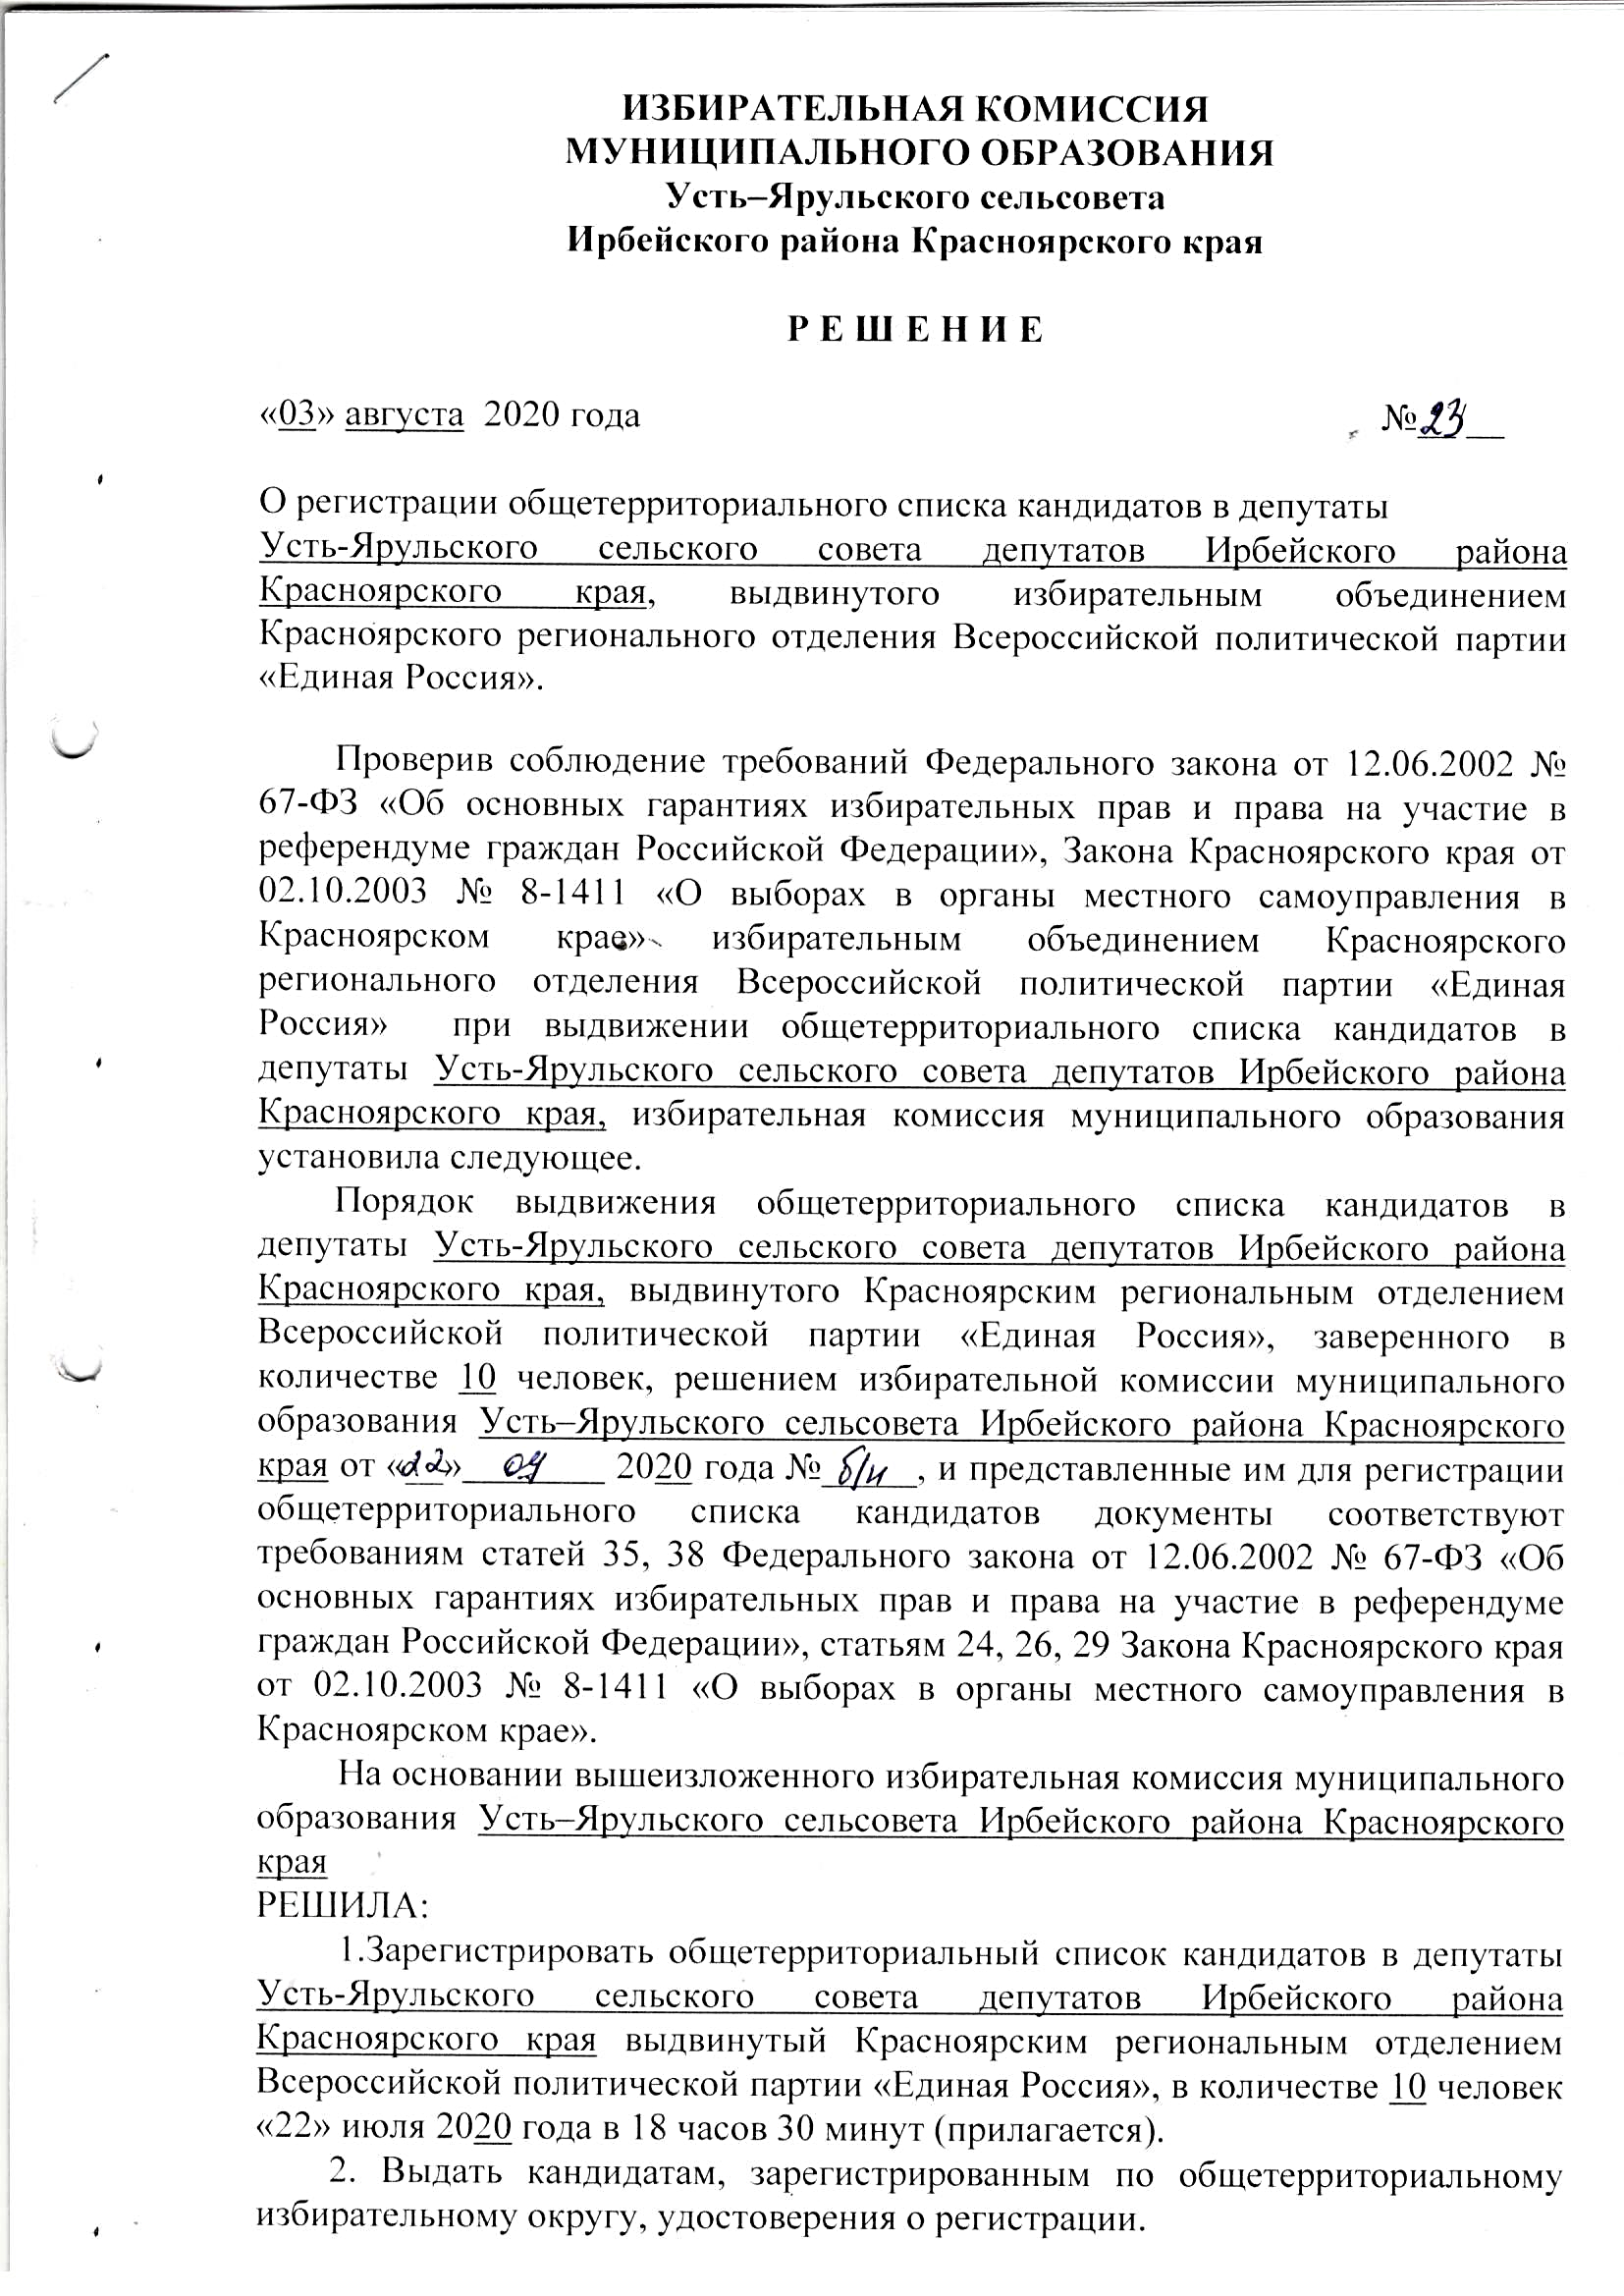 ИЗБИРАТЕЛЬНАЯ КОМИССИЯ
МУНИЦИПАЛЬНОГО ОБРАЗОВАНИЯ
Усть–Ярульского сельсовета
Ирбейского района Красноярского края
Р Е Ш Е Н И Е
«03» августа 2020 года № 23
О регистрации общетерриториального списка кандидатов в депутаты
Усть-Ярульского сельского совета депутатов Ирбейского района
Красноярского края, выдвинутого избирательным объединением
Красноярского регионального отделения Всероссийской политической партии
«Единая Россия».
Проверив соблюдение требований Федерального закона от 12.06.2002 №
67-ФЗ «Об основных гарантиях избирательных прав и права на участие в
референдуме граждан Российской Федерации», Закона Красноярского края от
02.10.2003 № 8-1411 «О выборах в органы местного самоуправления в
Красноярском крае» избирательным объединением Красноярского
регионального отделения Всероссийской политической партии «Единая
Россия» при выдвижении общетерриториального списка кандидатов в
депутаты Усть-Ярульского сельского совета депутатов Ирбейского района
Красноярского края, избирательная комиссия муниципального образования
установила следующее.
Порядок выдвижения общетерриториального списка кандидатов в
депутаты Усть-Ярульского сельского совета депутатов Ирбейского района
Красноярского края, выдвинутого Красноярским региональным отделением
Всероссийской политической партии «Единая Россия», заверенного в
количестве 10 человек, решением избирательной комиссии муниципального
образования Усть–Ярульского сельсовета Ирбейского района Красноярского
края от «22» 07 2020 года № б/н, и представленные им для регистрации
общетерриториального списка кандидатов документы соответствуют
требованиям статей 35, 38 Федерального закона от 12.06.2002 № 67-ФЗ «Об
основных гарантиях избирательных прав и права на участие в референдуме
граждан Российской Федерации», статьям 24, 26, 29 Закона Красноярского края
от 02.10.2003 № 8-1411 «О выборах в органы местного самоуправления в
Красноярском крае».
На основании вышеизложенного избирательная комиссия муниципального
образования Усть–Ярульского сельсовета Ирбейского района Красноярского
края
РЕШИЛА:
1.Зарегистрировать общетерриториальный список кандидатов в депутаты
Усть-Ярульского сельского совета депутатов Ирбейского района
Красноярского края выдвинутый Красноярским региональным отделением
Всероссийской политической партии «Единая Россия», в количестве 10 человек
«22» июля 2020 года в 18 часов 30 минут (прилагается).
2. Выдать кандидатам, зарегистрированным по общетерриториальному
избирательному округу, удостоверения о регистрации.